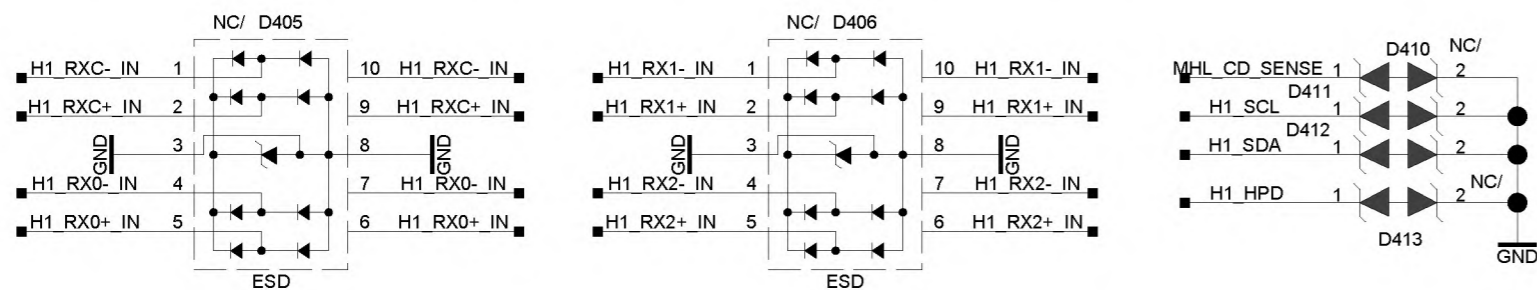 NC/ D405
H1_RXC-_IN 1 10 H1_RXC-_IN
H1_RXC+_IN 2 9 H1_RXC+_IN
GND 3 8 GND
H1_RX0-_IN 4 7 H1_RX0-_IN
H1_RX0+_IN 5 6 H1_RX0+_IN
ESD
NC/ D406
H1_RX1-_IN 1 10 H1_RX1-_IN
H1_RX1+_IN 2 9 H1_RX1+_IN
GND 3 8 GND
H1_RX2-_IN 4 7 H1_RX2-_IN
H1_RX2+_IN 5 6 H1_RX2+_IN
ESD
D410 NC/
MHL_CD_SENSE 1 2
D411
H1_SCL 1 2
D412
H1_SDA 1 2
NC/
H1_HPD 1 2
D413
GND